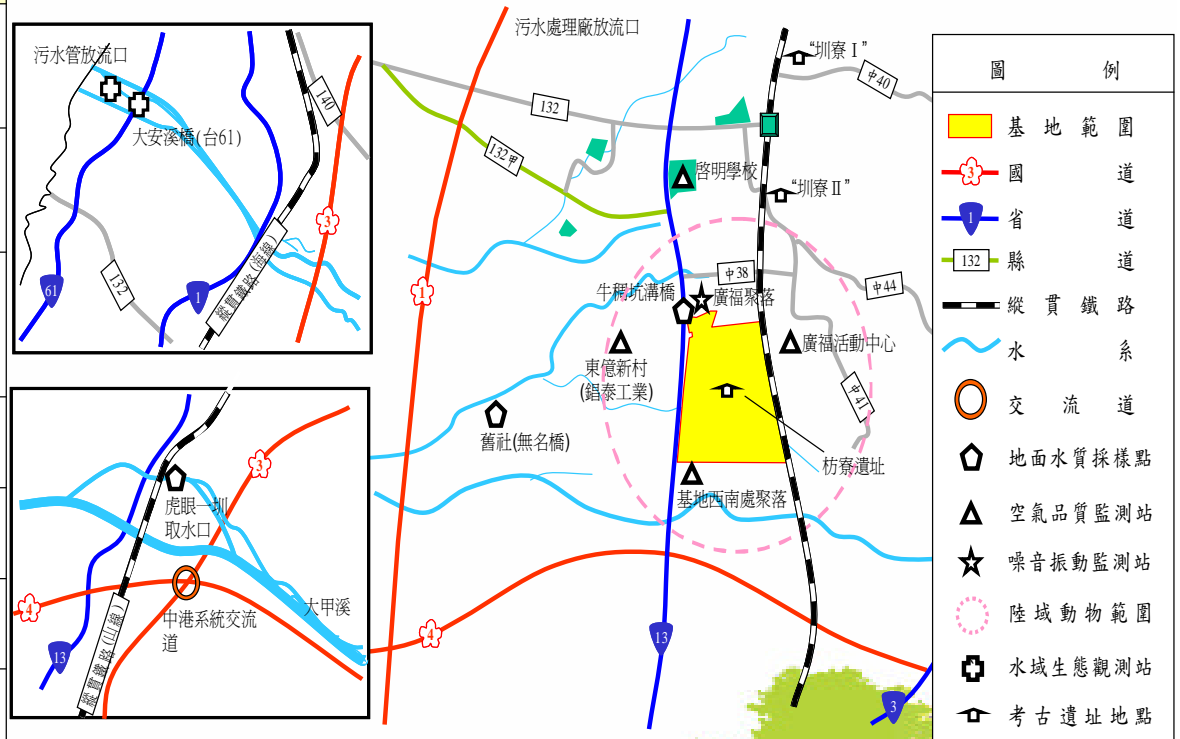 污水管放流口
大安溪橋(台61)
140
3
132
61
1
縱貫鐵路(海線)
虎眼一圳
取水口
3
中港系統交流
道
大甲溪
4
13
縱貫鐵路(山線)
污水處理廠放流口
“圳寮Ⅰ”
中40
132
132甲
啓明學校
“圳寮Ⅱ”
中38
中44
1
牛稠坑溝橋
廣福聚落
東億新村
(錩泰工業)
廣福活動中心
中41
舊社(無名橋)
枋寮遺址
基地西南處聚落
4
13
3
圖例
基地範圍
3
國道
1
省道
132
縣道
縱貫鐵路
水系
交流道
地面水質採樣點
空氣品質監測站
噪音振動監測站
陸域動物範圍
水域生態觀測站
考古遺址地點